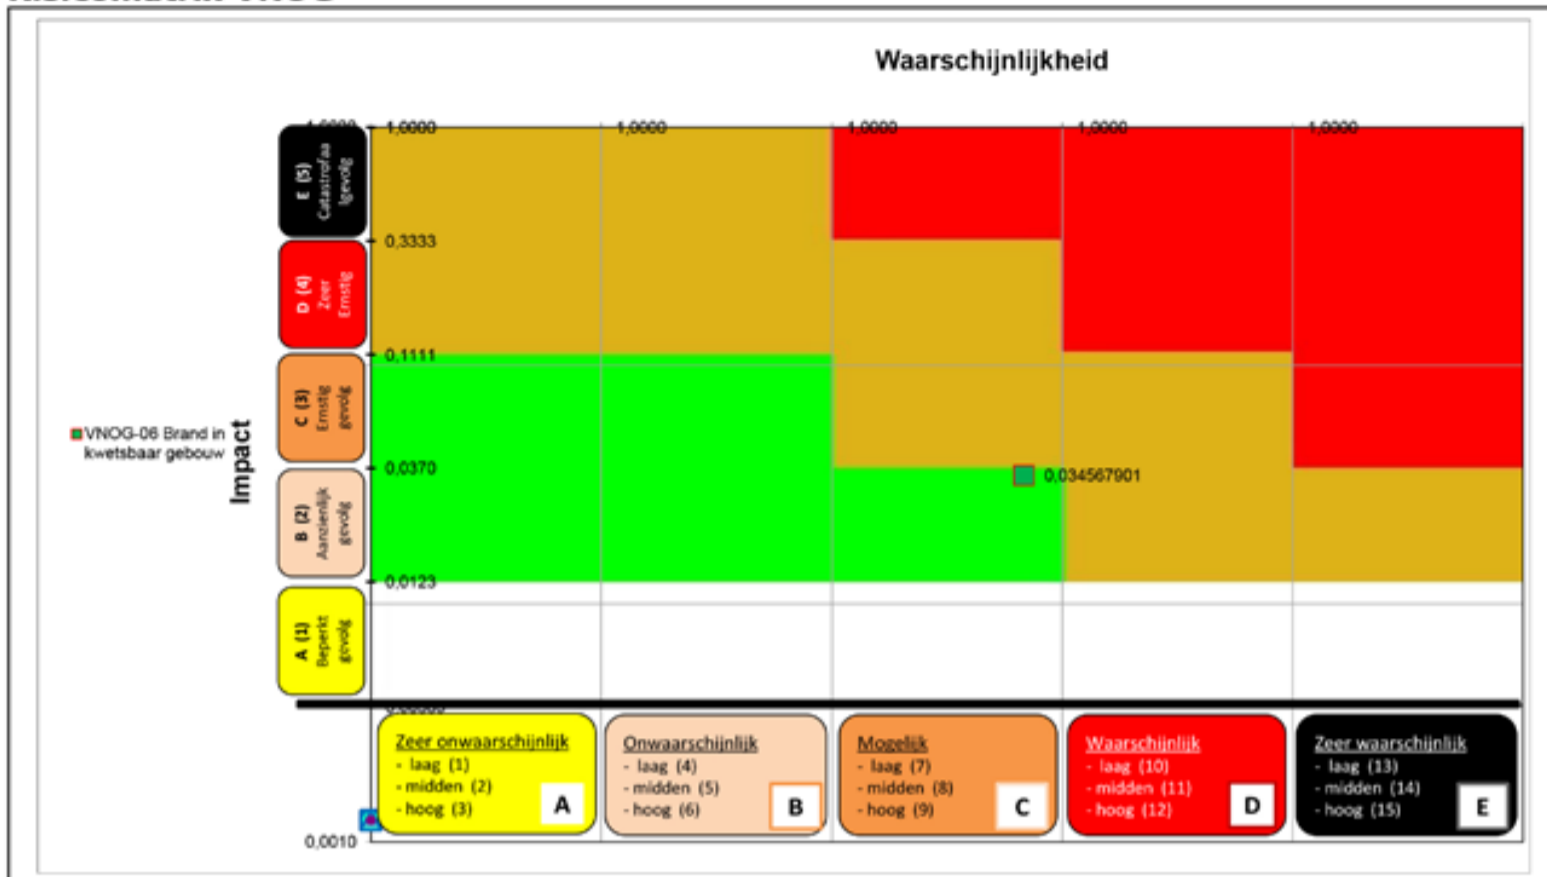 Waarschijnlijkheid
1,0000
1,0000
1,0000
1,0000
1,0000
E (5)
Catastrofaa
lgevolg
0,3333
D (4)
Zeer
Ernstig
0,1111
C (3)
Ernstig
gevolg
VNOG-06 Brand in
kwetsbaar gebouw
Impact
0,0370
0,034567901
B (2)
Aanzienlijk
gevolg
0,0123
A (1)
Beperkt
gevolg
Zeer onwaarschijnlijk
- laag (1)
- midden (2)
- hoog (3)
A
Onwaarschijnlijk
- laag (4)
- midden (5)
- hoog (6)
B
Mogelijk
- laag (7)
- midden (8)
- hoog (9)
C
Waarschijnlijk
- laag (10)
- midden (11)
- hoog (12)
D
Zeer waarschijnlijk
- laag (13)
- midden (14)
- hoog (15)
E
0,0010